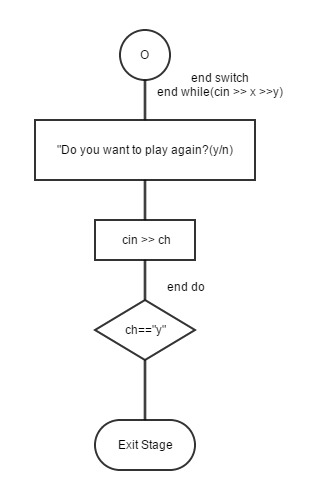 O
end switch
end while(cin >> x >>y)
"Do you want to play again?(y/n)
cin >> ch
end do
ch=="y"
Exit Stage